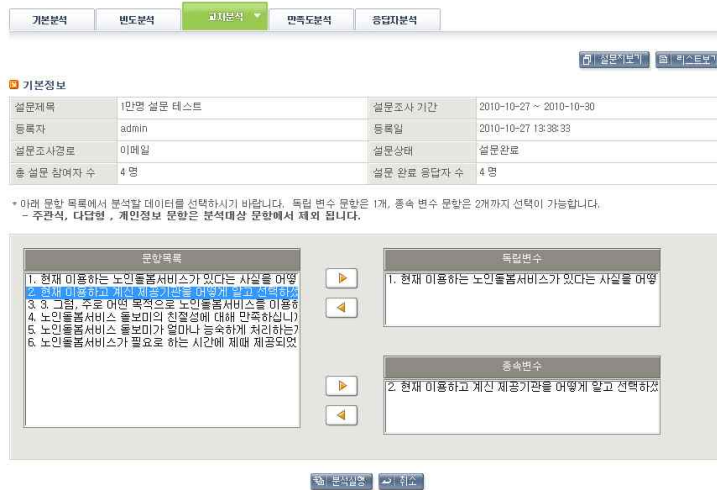 기본분석 빈도분석 교차분석 만족도분석 응답자분석
설문지보기 리스트보기
기본정보
설문제목 1만명 설문 테스트 설문조사 기간 2010-10-27 ~ 2010-10-30
등록자 admin 등록일 2010-10-27 13:38:33
설문조사경로 이메일 설문상태 설문완료
총 설문 참여자 수 4 명 설문 완료 응답자 수 4 명
* 아래 문항 목록에서 분석할 데이터를 선택하시기 바랍니다. 독립 변수 문항은 1개, 종속 변수 문항은 2개까지 선택이 가능합니다.
- 주관식, 다답형 , 개인정보 문항은 분석대상 문항에서 제외 됩니다.
문항목록
1. 현재 이용하는 노인돌봄서비스가 있다는 사실을 어떻
2. 현재 이용하고 계신 제공기관을 어떻게 알고 선택하셨
3. 3. 그럼, 주로 어떤 목적으로 노인돌봄서비스를 이용하
4. 노인돌봄서비스 돌보미의 친절성에 대해 만족하십니까
5. 노인돌봄서비스 돌보미가 얼마나 능숙하게 처리하는지
6. 노인돌봄서비스가 필요로 하는 시간에 제때 제공되었
독립변수
1. 현재 이용하는 노인돌봄서비스가 있다는 사실을 어떻
종속변수
2. 현재 이용하고 계신 제공기관을 어떻게 알고 선택하셨
분석실행 취소